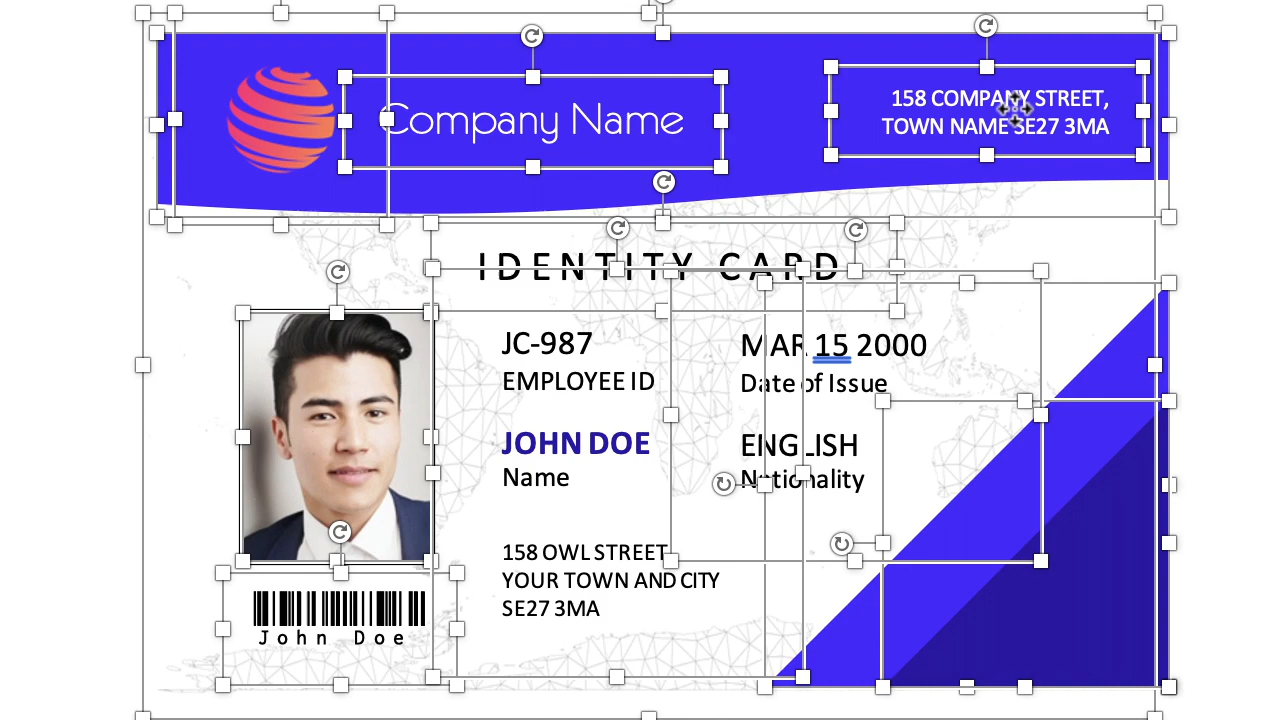 Company Name
158 COMPANY STREET,
TOWN NAME SE27 3MA
IDENTITY CARD
JC-987
EMPLOYEE ID
MAR 15 2000
Date of Issue
JOHN DOE
Name
ENGLISH
Nationality
158 OWL STREET
YOUR TOWN AND CITY
SE27 3MA
John Doe